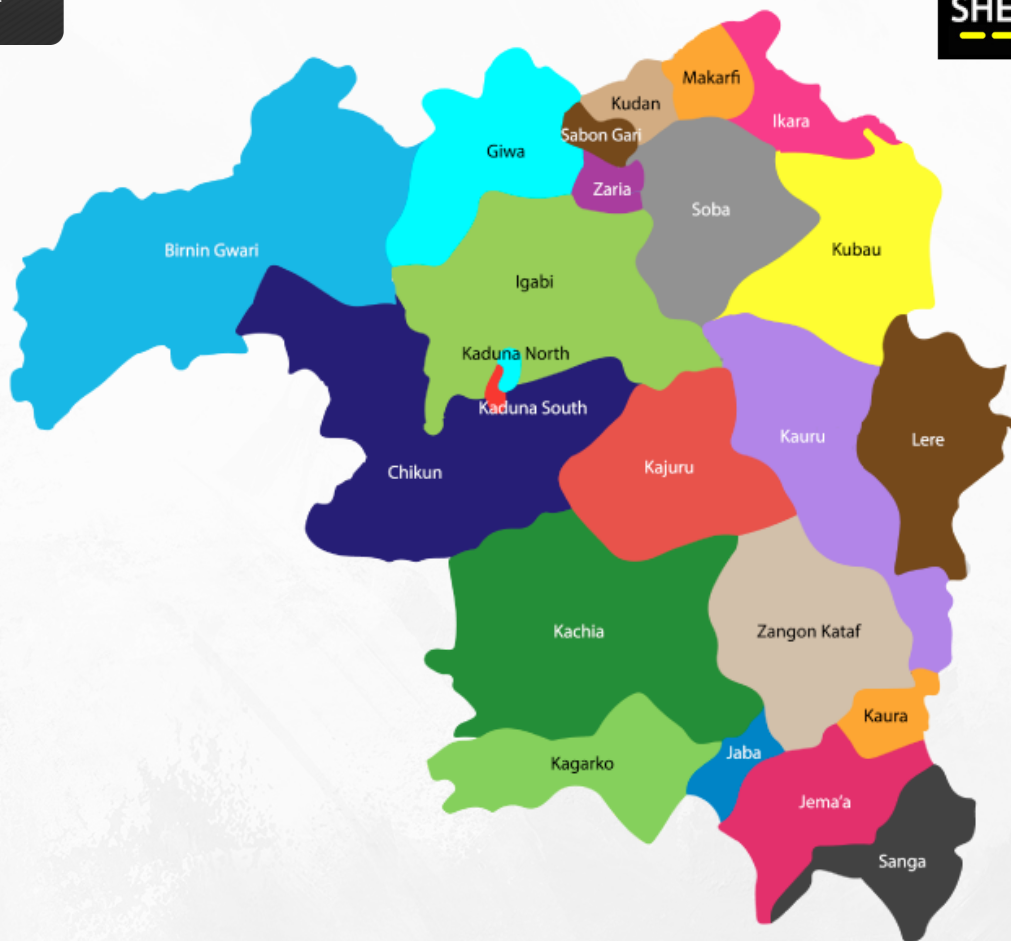 SHE
Makarfi
Kudan
Ikara
Sabon Gari
Giwa
Zaria
Soba
Birnin Gwari
Kubau
Igabi
Kaduna North
Kaduna South
Kauru
Lere
Kajuru
Chikun
Kachia
Zangon Kataf
Kaura
Jaba
Kagarko
Jema'a
Sanga